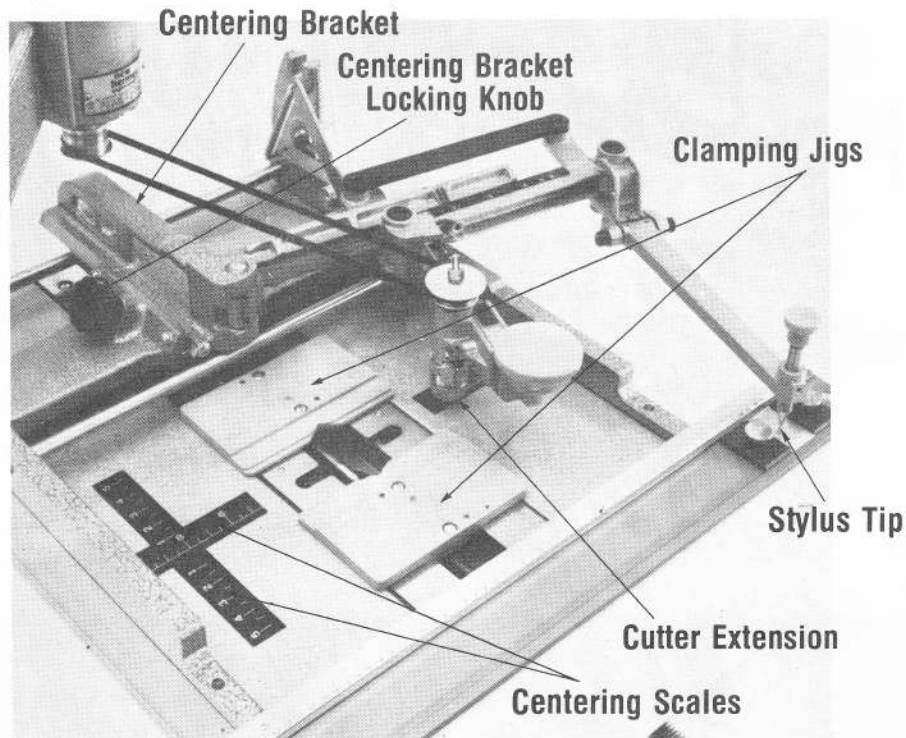 Centering Bracket
Centering Bracket
Locking Knob
Clamping Jigs
Stylus Tip
Cutter Extension
Centering Scales